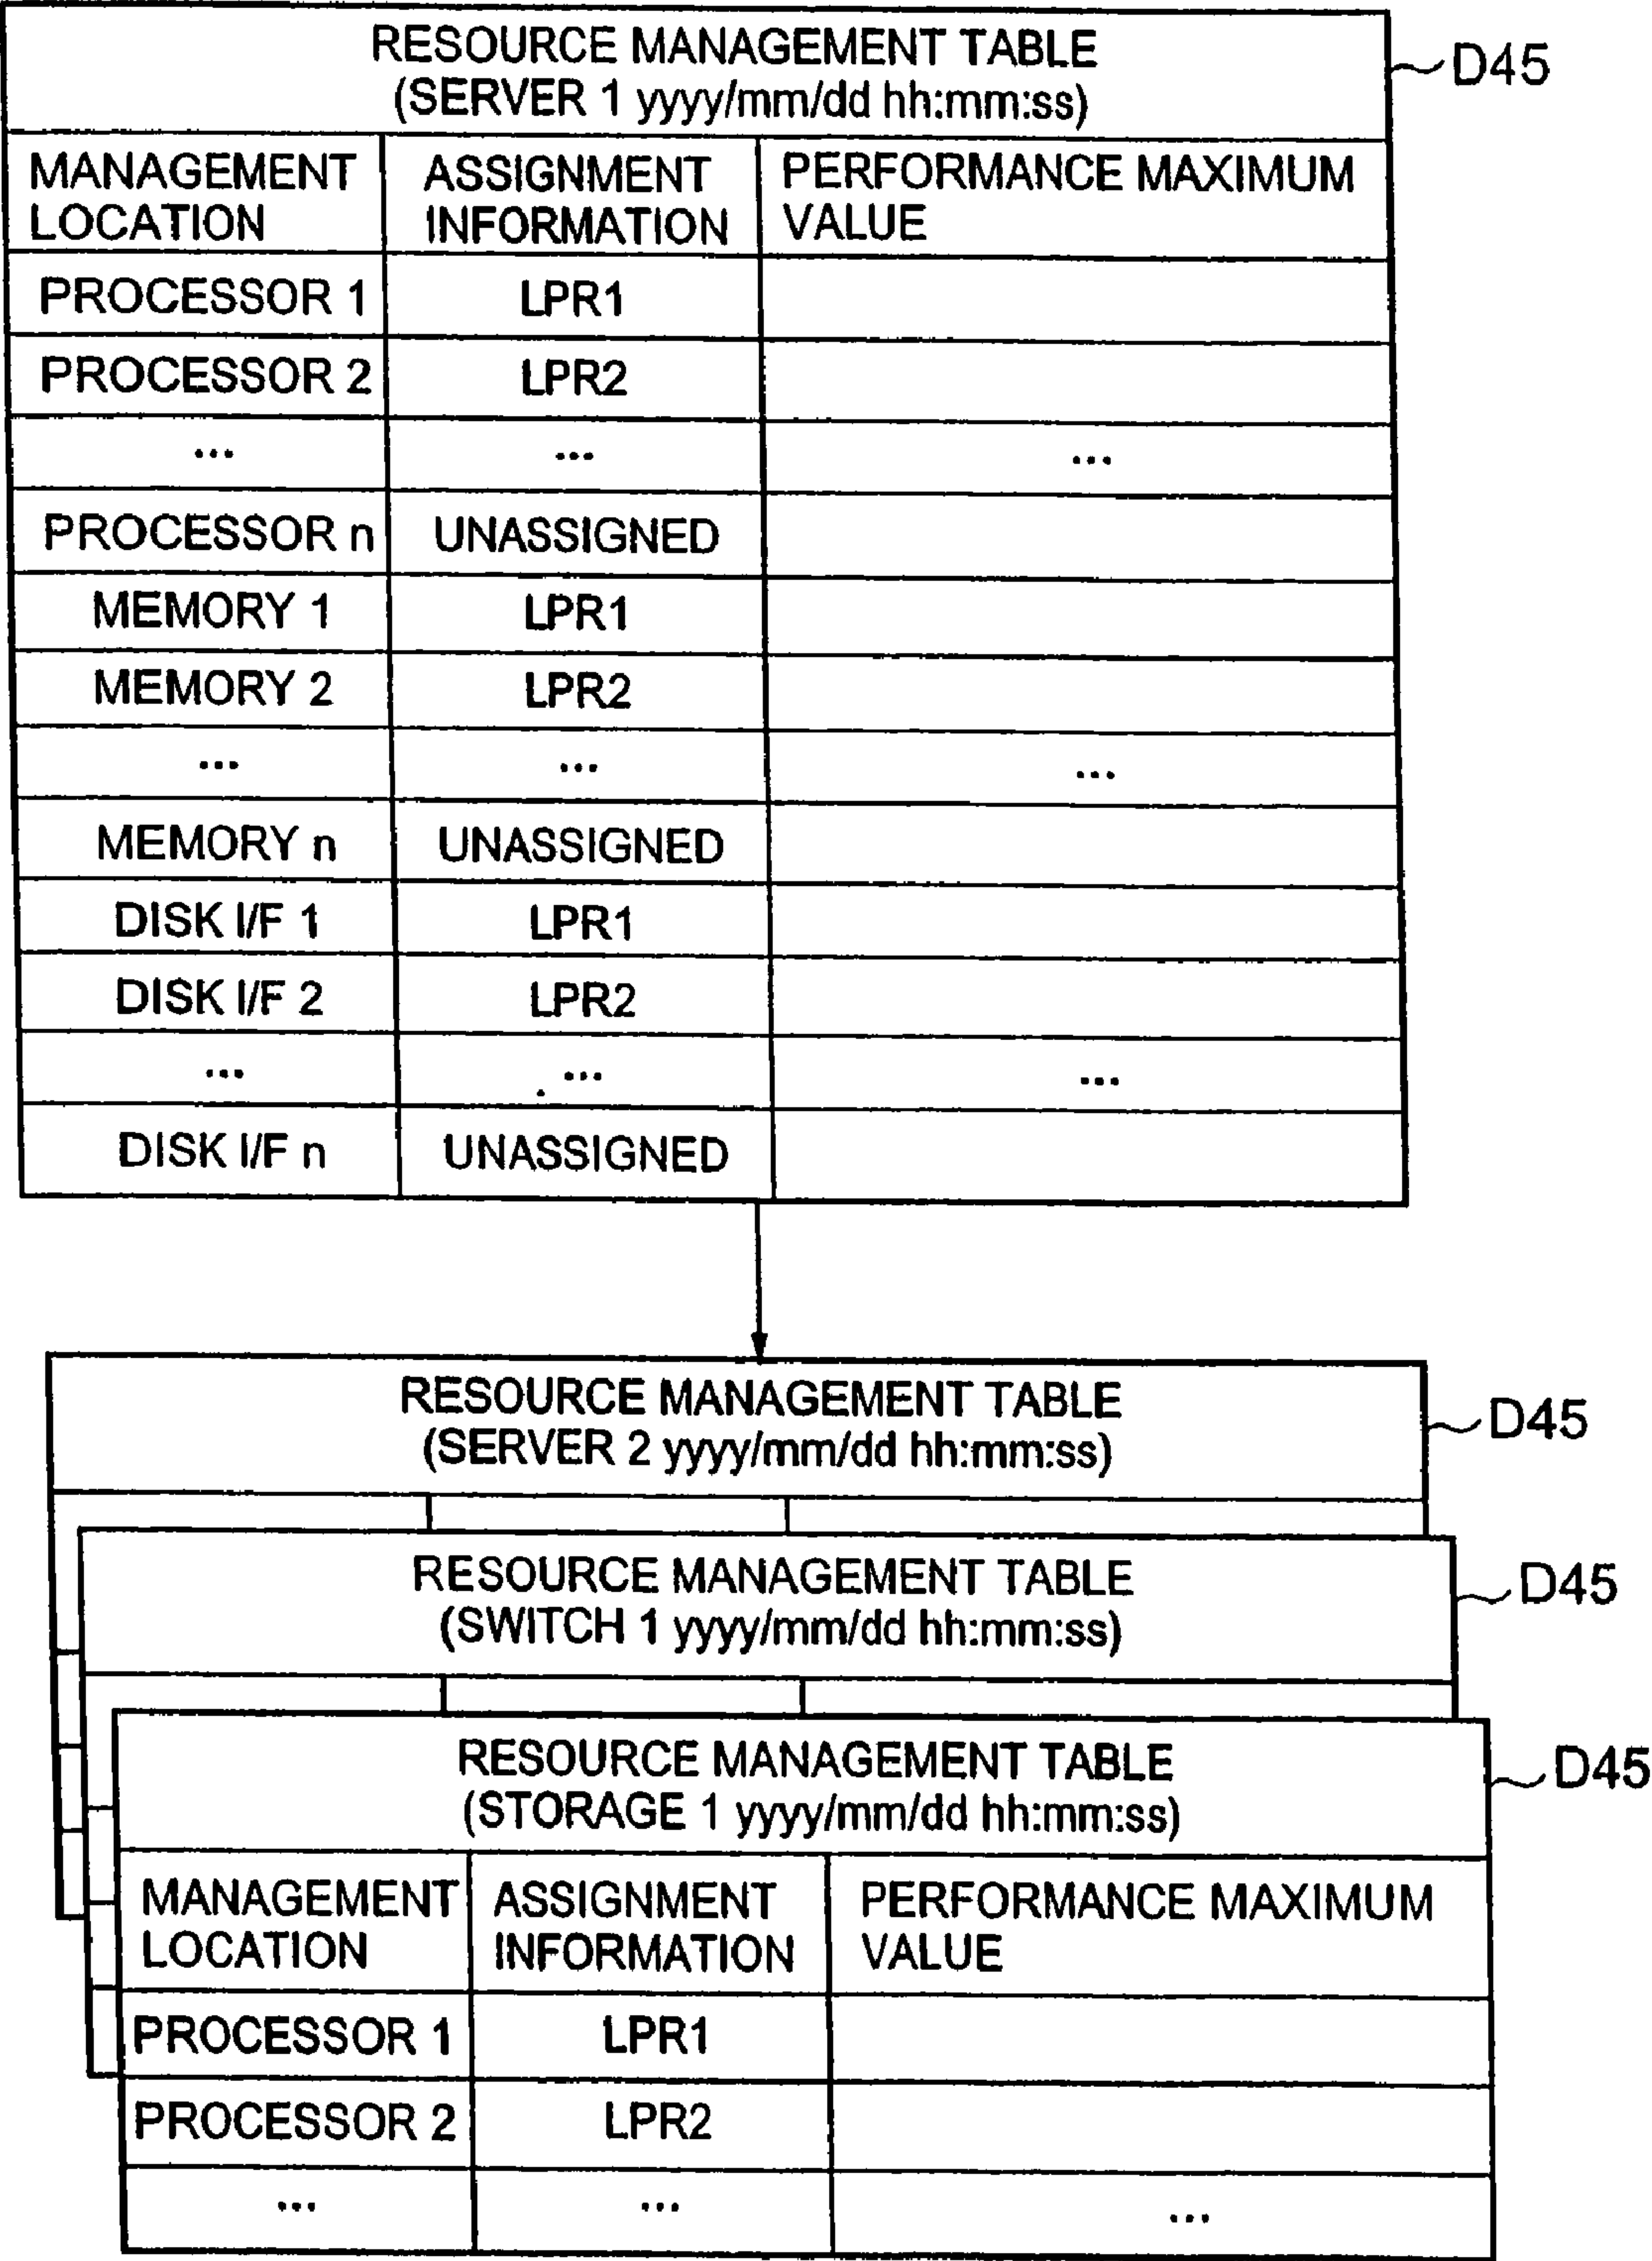 RESOURCE MANAGEMENT TABLE
(SERVER 1 yyyy/mm/dd hh:mm:ss)
D45
MANAGEMENT LOCATION ASSIGNMENT INFORMATION PERFORMANCE MAXIMUM VALUE
PROCESSOR 1 LPR1
PROCESSOR 2 LPR2
... ... ...
PROCESSOR n UNASSIGNED
MEMORY 1 LPR1
MEMORY 2 LPR2
... ... ...
MEMORY n UNASSIGNED
DISK I/F 1 LPR1
DISK I/F 2 LPR2
... ... ...
DISK I/F n UNASSIGNED
RESOURCE MANAGEMENT TABLE
(SERVER 2 yyyy/mm/dd hh:mm:ss)
D45
RESOURCE MANAGEMENT TABLE
(SWITCH 1 yyyy/mm/dd hh:mm:ss)
D45
RESOURCE MANAGEMENT TABLE
(STORAGE 1 yyyy/mm/dd hh:mm:ss)
D45
MANAGEMENT LOCATION ASSIGNMENT INFORMATION PERFORMANCE MAXIMUM VALUE
PROCESSOR 1 LPR1
PROCESSOR 2 LPR2
... ... ...